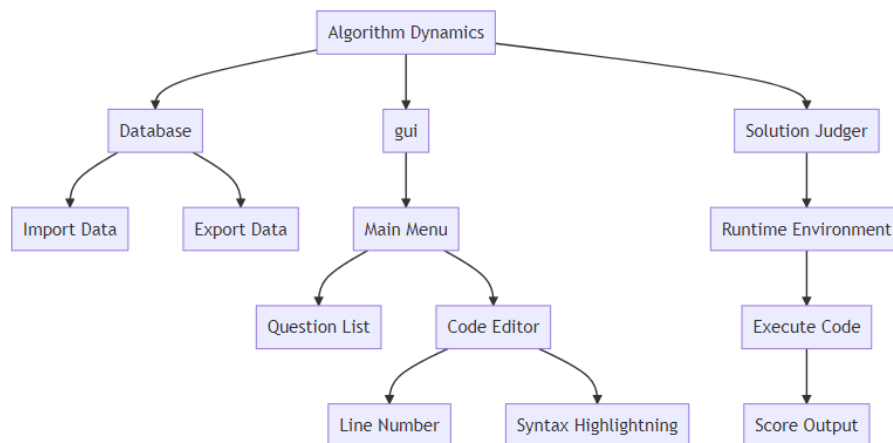 Algorithm Dynamics
Database
gui
Solution Judger
Import Data
Export Data
Main Menu
Runtime Environment
Question List
Code Editor
Execute Code
Line Number
Syntax Highlightning
Score Output